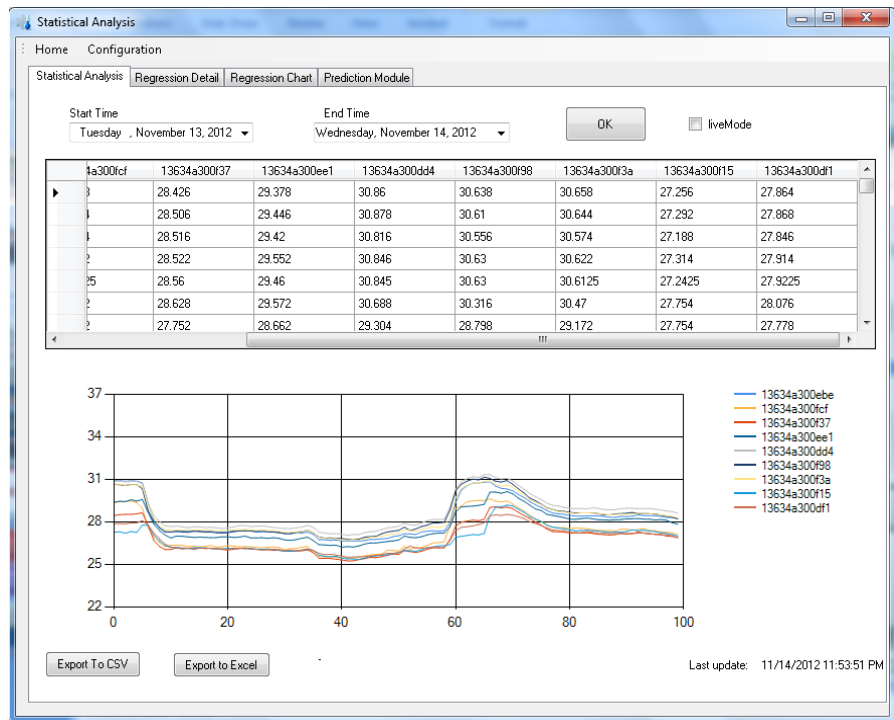 Statistical Analysis
Home Configuration
Statistical Analysis Regression Detail Regression Chart Prediction Module
Start Time End Time
Tuesday , November 13, 2012 Wednesday, November 14, 2012 OK liveMode
13634a300f37 13634a300ee1 13634a300dd4 13634a300f98 13634a300f3a 13634a300f15 13634a300df1
28.426 29.378 30.86 30.638 30.658 27.256 27.864
28.506 29.446 30.878 30.61 30.644 27.292 27.868
28.516 29.42 30.816 30.556 30.574 27.188 27.846
28.522 29.552 30.846 30.63 30.622 27.314 27.914
28.56 29.46 30.845 30.63 30.6125 27.2425 27.9225
28.628 29.572 30.688 30.316 30.47 27.754 28.076
27.752 28.662 29.304 28.798 29.172 27.754 27.778
37
34
31
28
25
22
0 20 40 60 80 100
13634a300ebe
13634a300fcf
13634a300f37
13634a300ee1
13634a300dd4
13634a300f98
13634a300f3a
13634a300f15
13634a300df1
Export To CSV Export to Excel Last update: 11/14/2012 11:53:51 PM